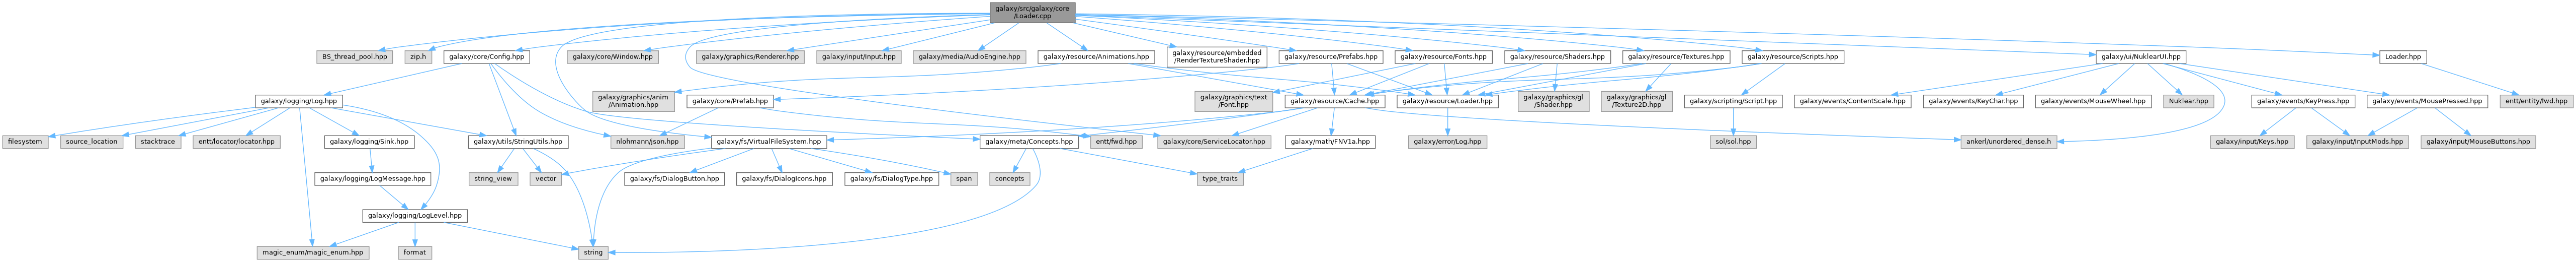 galaxy/src/galaxy/core
/Loader.cpp
BS_thread_pool.hpp
zip.h
galaxy/core/Config.hpp
galaxy/core/Window.hpp
galaxy/graphics/Renderer.hpp
galaxy/input/Input.hpp
galaxy/media/AudioEngine.hpp
galaxy/resource/Animations.hpp
galaxy/resource/embedded
/RenderTextureShader.hpp
galaxy/resource/Prefabs.hpp
galaxy/resource/Fonts.hpp
galaxy/resource/Shaders.hpp
galaxy/resource/Textures.hpp
galaxy/resource/Scripts.hpp
galaxy/ui/NuklearUI.hpp
Loader.hpp
galaxy/logging/Log.hpp
galaxy/graphics/anim
/Animation.hpp
galaxy/core/Prefab.hpp
galaxy/graphics/text
/Font.hpp
galaxy/resource/Cache.hpp
galaxy/resource/Loader.hpp
galaxy/graphics/gl
/Shader.hpp
galaxy/graphics/gl
/Texture2D.hpp
galaxy/scripting/Script.hpp
galaxy/events/ContentScale.hpp
galaxy/events/KeyChar.hpp
galaxy/events/MouseWheel.hpp
Nuklear.hpp
galaxy/events/KeyPress.hpp
galaxy/events/MousePressed.hpp
entt/entity/fwd.hpp
filesystem
source_location
stacktrace
entt/locator/locator.hpp
galaxy/logging/Sink.hpp
galaxy/utils/StringUtils.hpp
nlohmann/json.hpp
galaxy/fs/VirtualFileSystem.hpp
galaxy/meta/Concepts.hpp
entt/fwd.hpp
galaxy/core/ServiceLocator.hpp
galaxy/math/FNV1a.hpp
galaxy/error/Log.hpp
sol/sol.hpp
ankerl/unordered_dense.h
galaxy/input/Keys.hpp
galaxy/input/InputMods.hpp
galaxy/input/MouseButtons.hpp
galaxy/logging/LogMessage.hpp
string_view
vector
galaxy/fs/DialogButton.hpp
galaxy/fs/DialogIcons.hpp
galaxy/fs/DialogType.hpp
span
concepts
type_traits
galaxy/logging/LogLevel.hpp
magic_enum/magic_enum.hpp
format
string